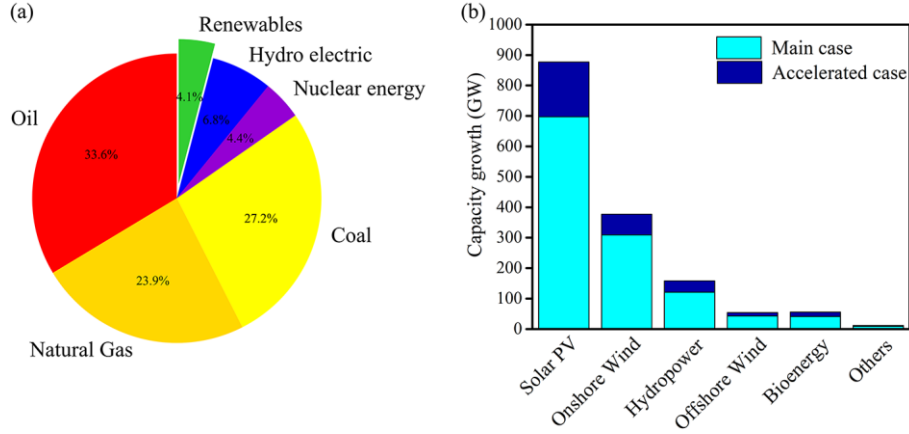 (a)
Renewables
Hydro electric
Nuclear energy
Oil
Coal
Natural Gas
4.1%
6.8%
4.4%
33.6%
27.2%
23.9%
(b)
Capacity growth (GW)
1000
900
800
700
600
500
400
300
200
100
0
Main case
Accelerated case
Solar PV
Onshore Wind
Hydropower
Offshore Wind
Bioenergy
Others